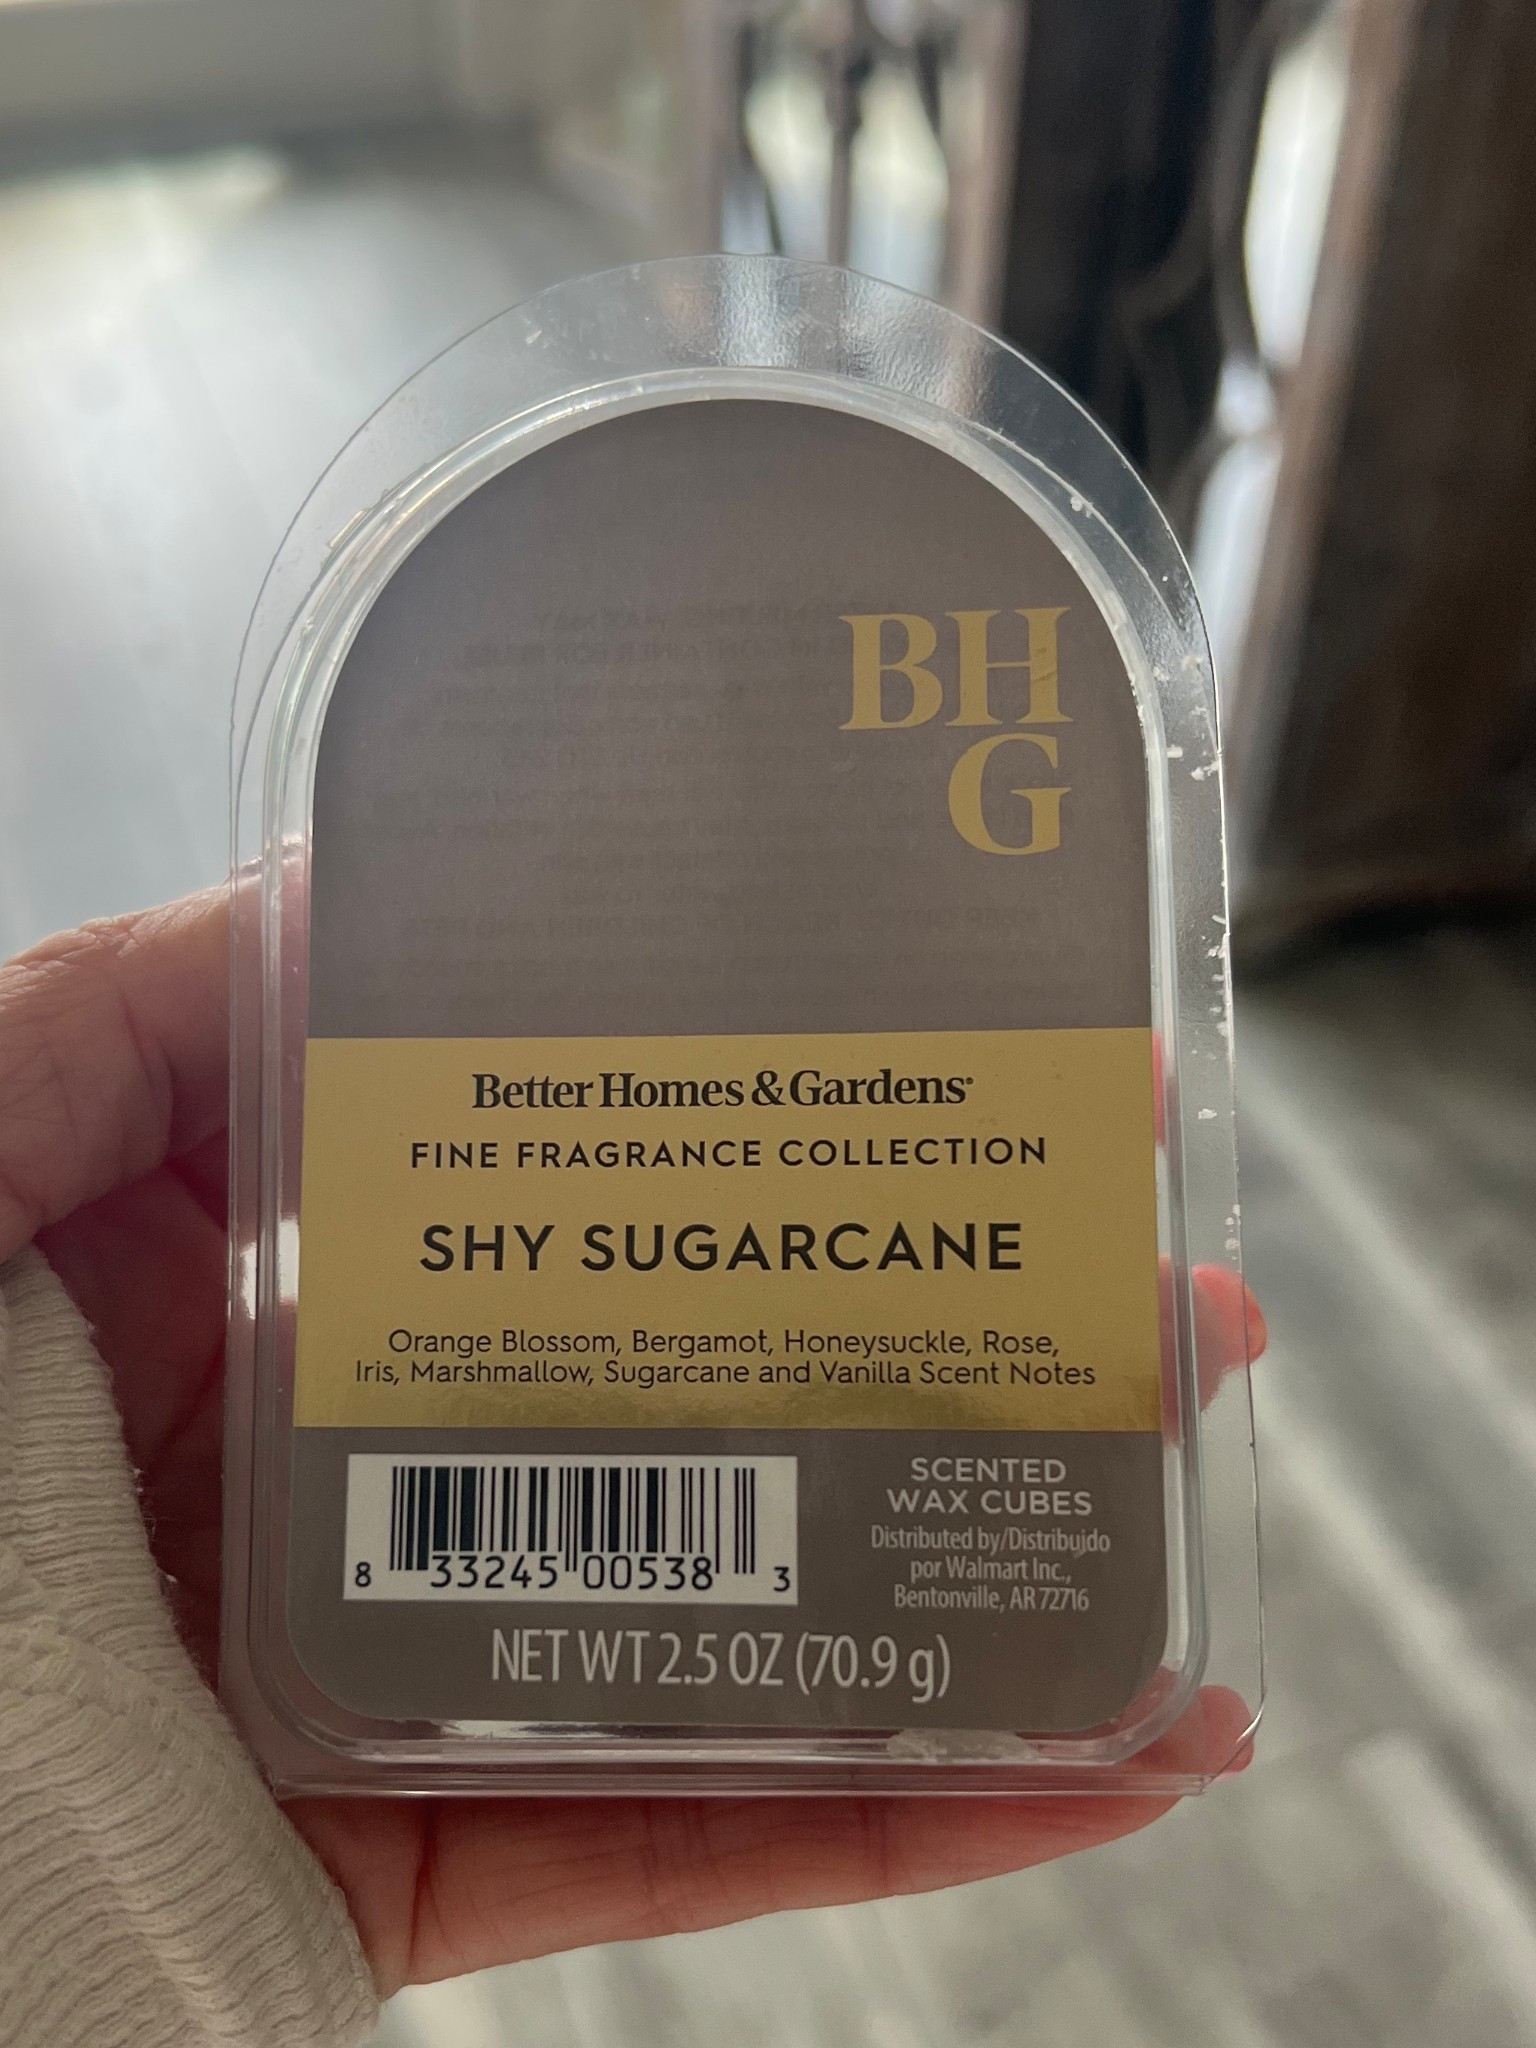 BH
G
Better Homes & Gardens®
FINE FRAGRANCE COLLECTION
SHY SUGARCANE
Orange Blossom, Bergamot, Honeysuckle, Rose,
Iris, Marshmallow, Sugarcane and Vanilla Scent Notes
SCENTED
WAX CUBES
Distributed by/Distribuido
por Walmart Inc.,
Bentonville, AR 72716
8 33245 00538 3
NET WT 2.5 OZ (70.9 g)